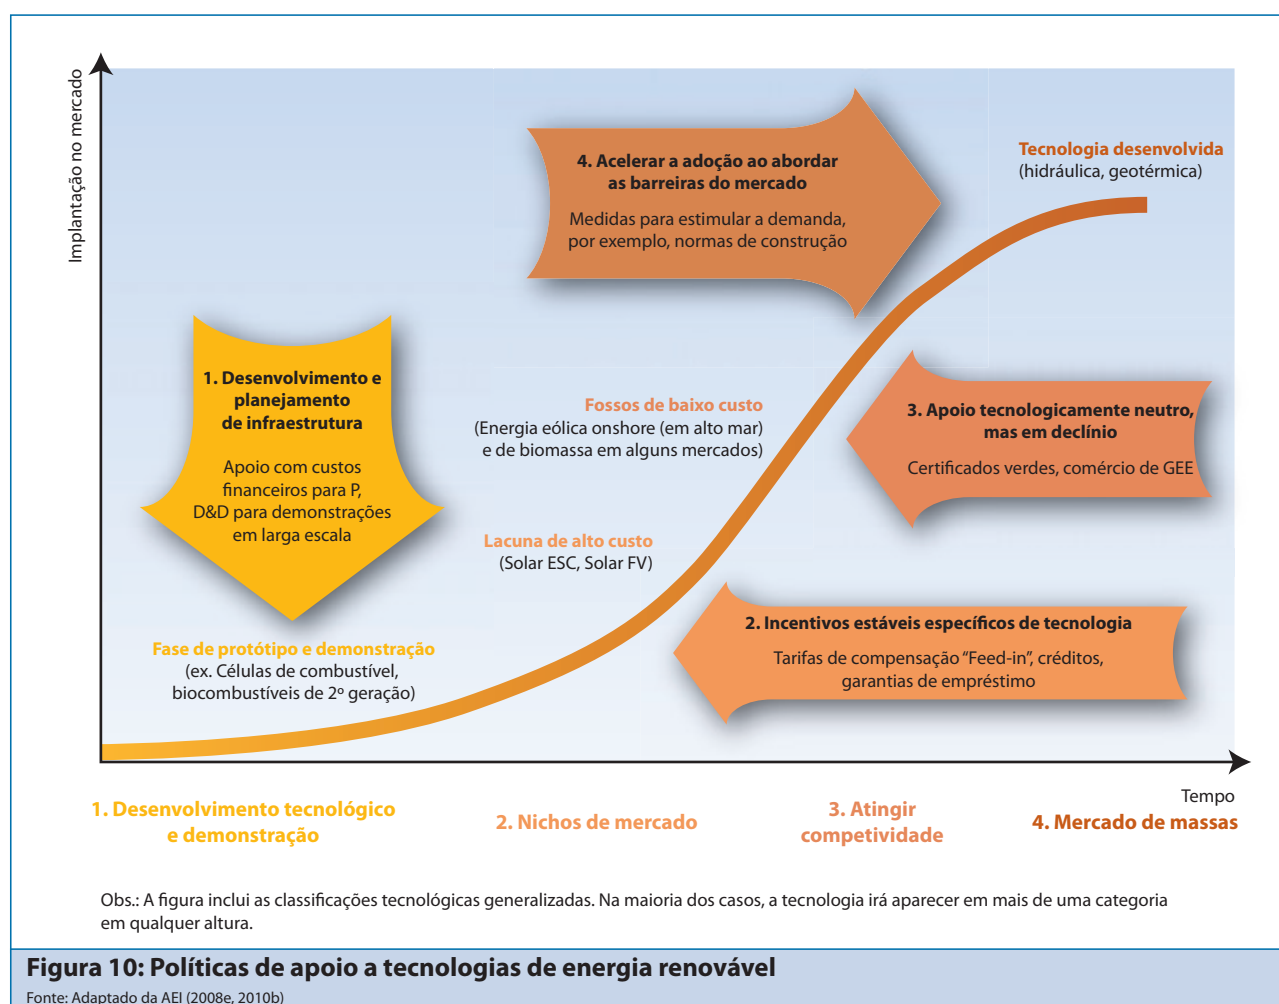 Implantação no mercado
4. Acelerar a adoção ao abordar
as barreiras do mercado
Medidas para estimular a demanda,
por exemplo, normas de construção
Tecnologia desenvolvida
(hidráulica, geotérmica)
1. Desenvolvimento e
planejamento
de infraestrutura
Apoio com custos
financeiros para P,
D&D para demonstrações
em larga escala
Fossos de baixo custo
(Energia eólica onshore (em alto mar)
e de biomassa em alguns mercados)
3. Apoio tecnologicamente neutro,
mas em declínio
Certificados verdes, comércio de GEE
Lacuna de alto custo
(Solar ESC, Solar FV)
2. Incentivos estáveis específicos de tecnologia
Tarifas de compensação “Feed-in”, créditos,
garantias de empréstimo
Fase de protótipo e demonstração
(ex. Células de combustível,
biocombustíveis de 2º geração)
Tempo
1. Desenvolvimento tecnológico
e demonstração
2. Nichos de mercado
3. Atingir
competividade
4. Mercado de massas
Obs.: A figura inclui as classificações tecnológicas generalizadas. Na maioria dos casos, a tecnologia irá aparecer em mais de uma categoria
em qualquer altura.
Figura 10: Políticas de apoio a tecnologias de energia renovável
Fonte: Adaptado da AEI (2008e, 2010b)